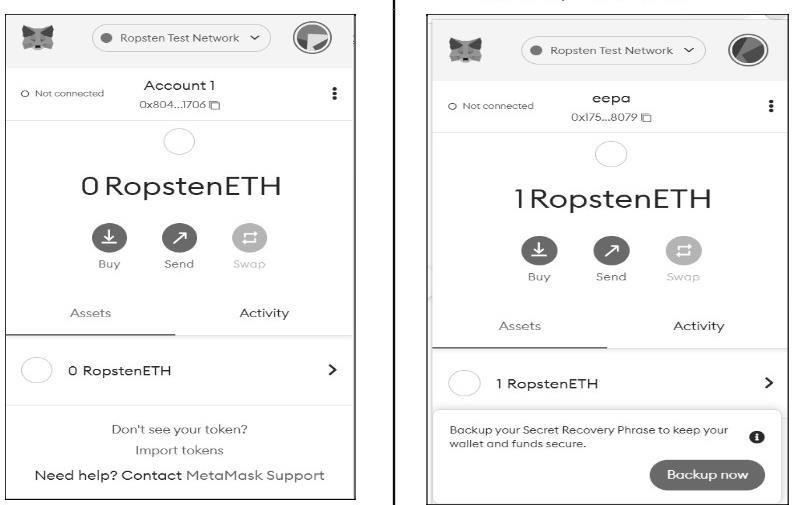 Ropsten Test Network
Not connected
Account 1
0x804...1706
0 RopstenETH
Buy
Send
Swap
Assets
Activity
0 RopstenETH
Don't see your token?
Import tokens
Need help? Contact MetaMask Support
Ropsten Test Network
Not connected
eepa
0x175...8079
1 RopstenETH
Buy
Send
Swap
Assets
Activity
1 RopstenETH
Backup your Secret Recovery Phrase to keep your
wallet and funds secure.
Backup now